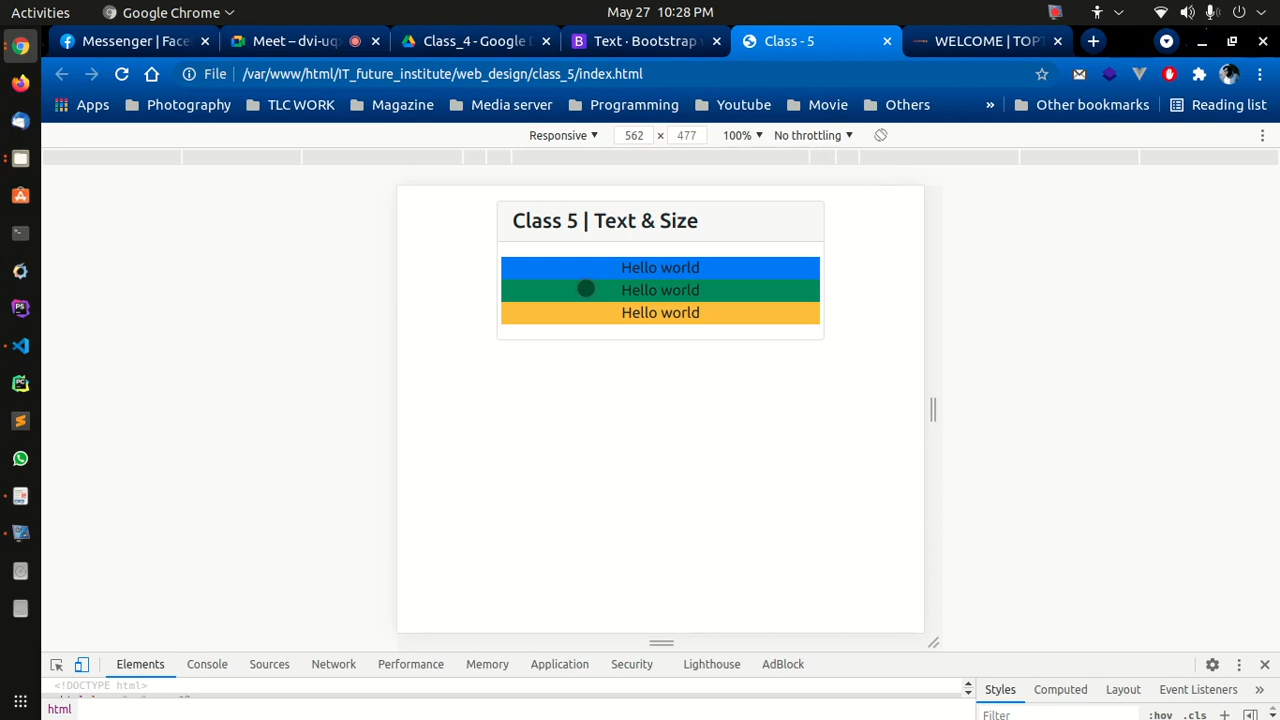 Activities Google Chrome May 27 10:28 PM
Messenger | Face Meet – dvi-uq Class_4 - Google D Text · Bootstrap v Class - 5 WELCOME | TOPT
File /var/www/html/IT_future_institute/web_design/class_5/index.html
Apps Photography TLC WORK Magazine Media server Programming Youtube Movie Others » Other bookmarks Reading list
Responsive 562 × 477 100% No throttling
Class 5 | Text & Size
Hello world
Hello world
Hello world
Elements Console Sources Network Performance Memory Application Security Lighthouse AdBlock
<!DOCTYPE html>
Styles Computed Layout Event Listeners »
html
Filter :hov .cls +